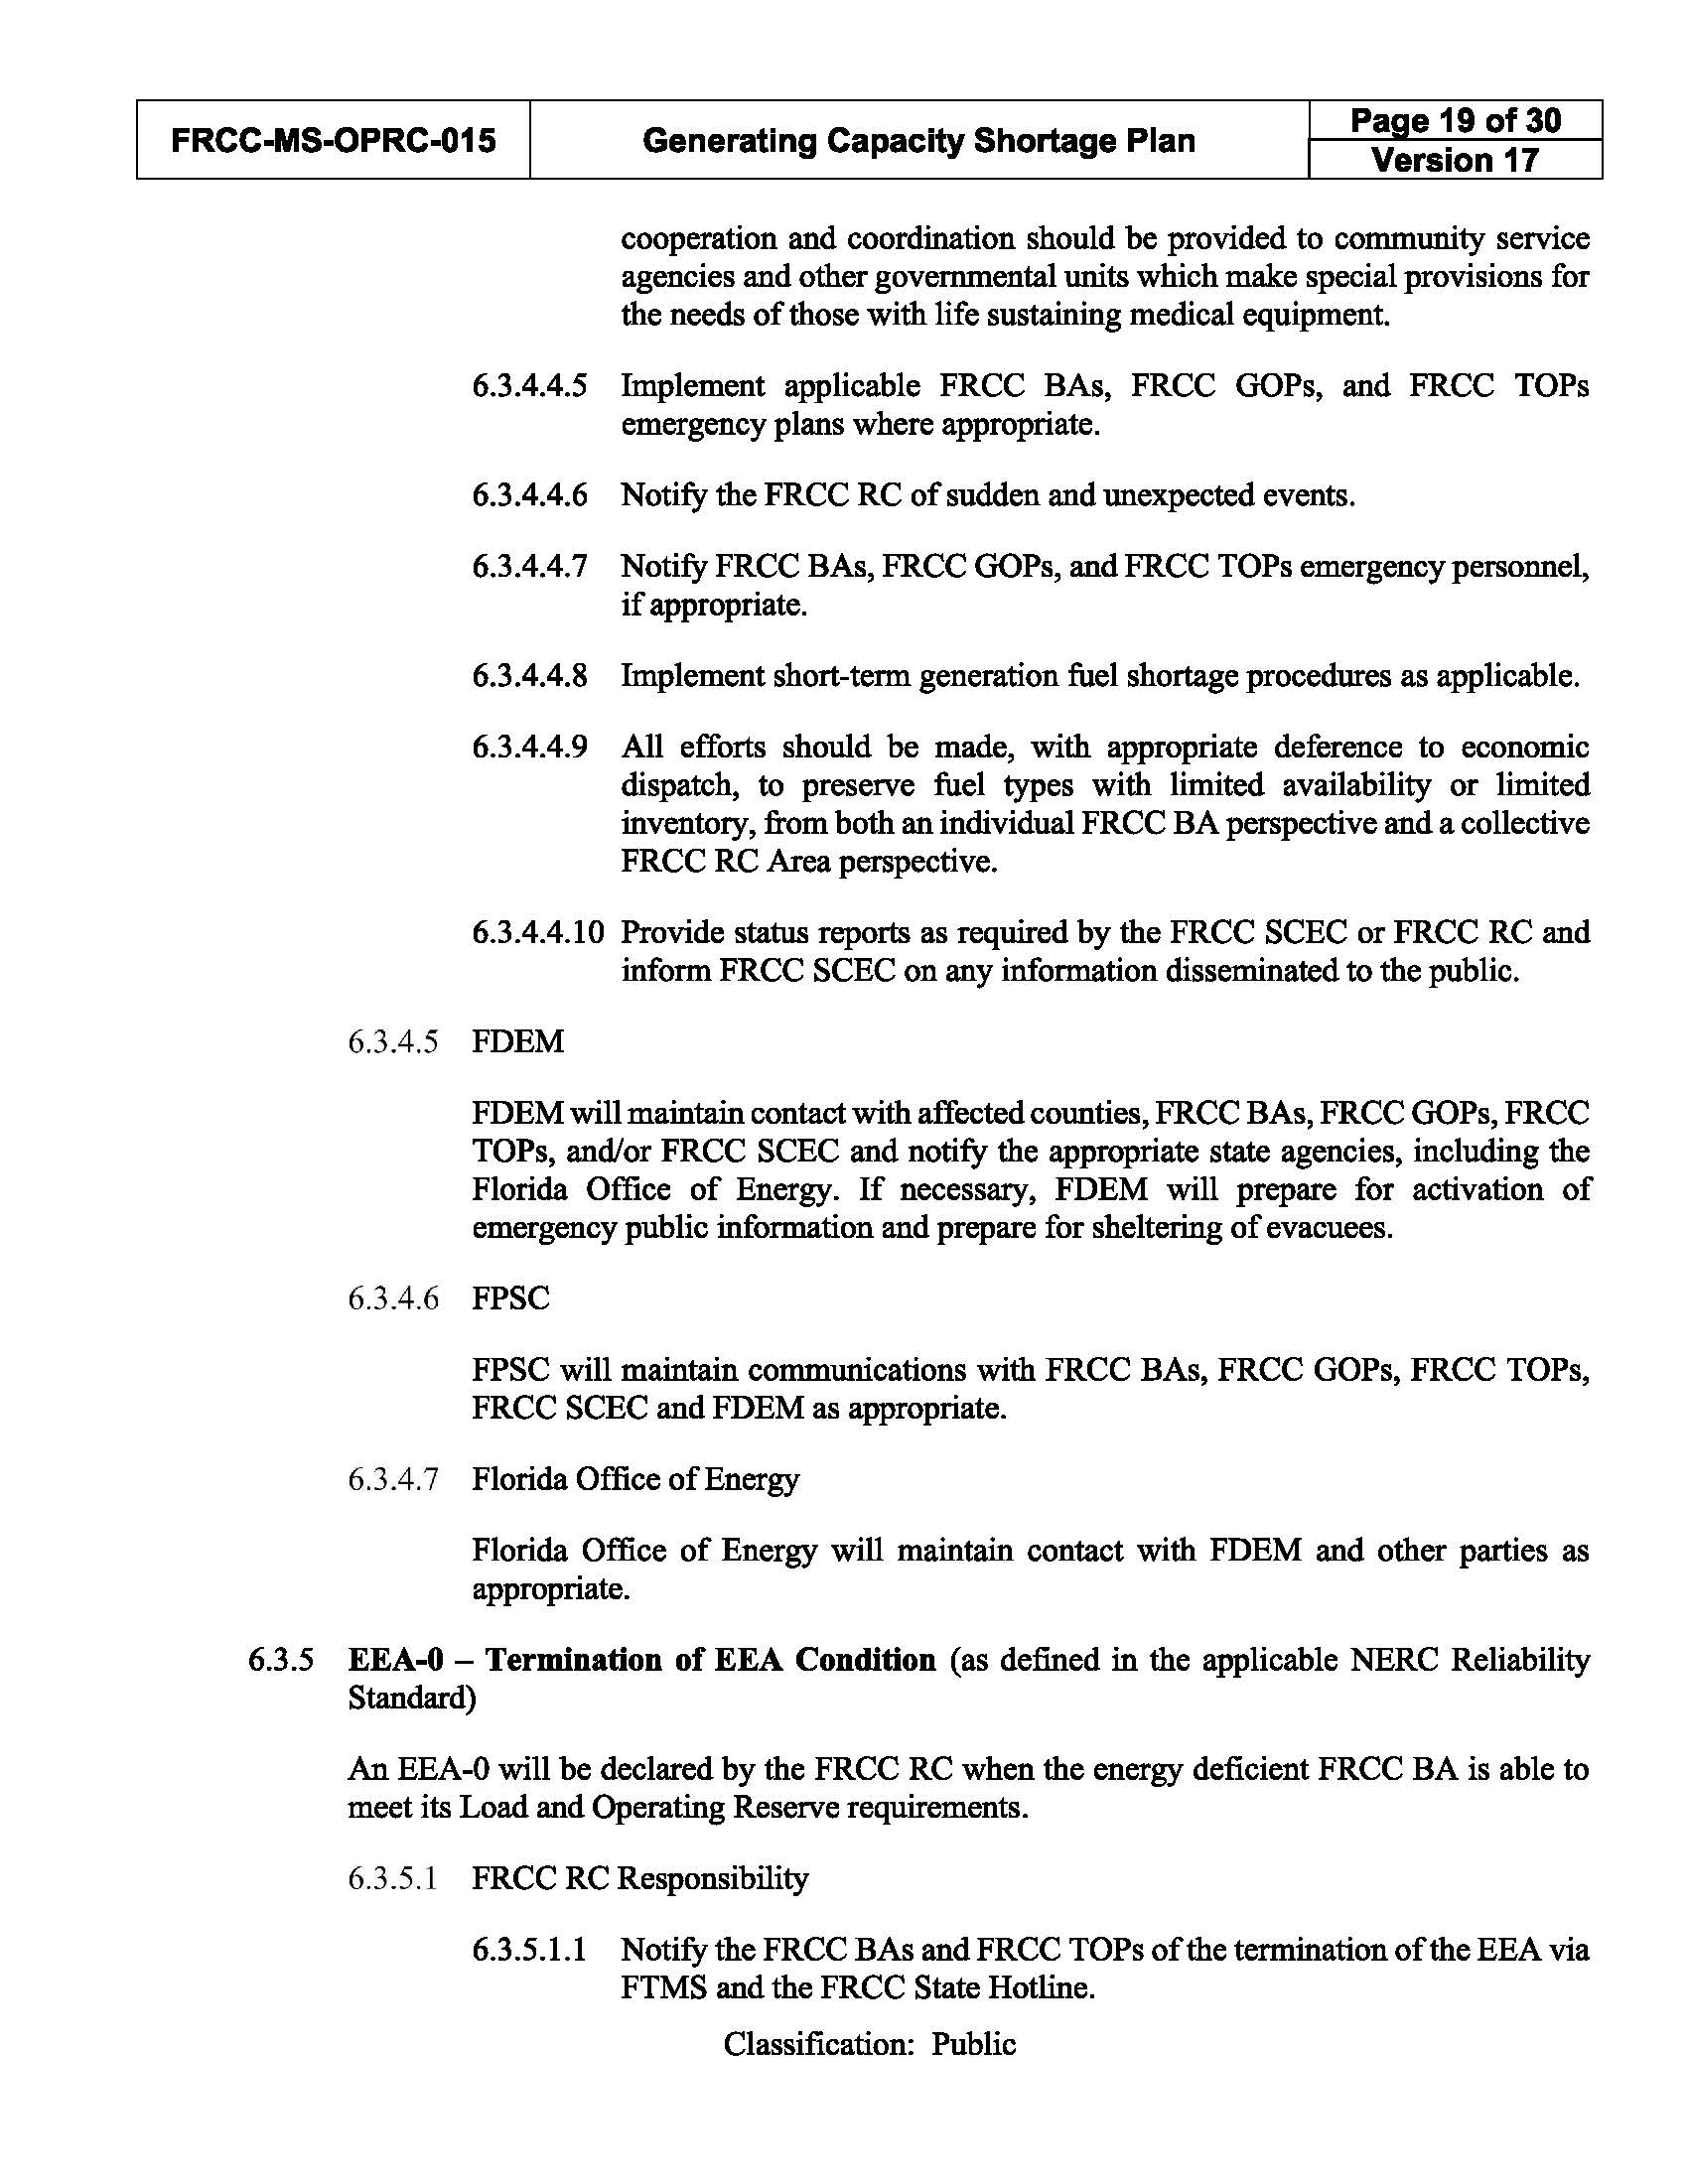 FRCC-MS-OPRC-015
Generating Capacity Shortage Plan
Page 19 of 30
Version 17
cooperation and coordination should be provided to community service
agencies and other governmental units which make special provisions for
the needs of those with life sustaining medical equipment.
6.3.4.4.5 Implement applicable FRCC BAs, FRCC GOPs, and FRCC TOPs
emergency plans where appropriate.
6.3.4.4.6 Notify the FRCC RC of sudden and unexpected events.
6.3.4.4.7 Notify FRCC BAs, FRCC GOPs, and FRCC TOPs emergency personnel,
if appropriate.
6.3.4.4.8 Implement short-term generation fuel shortage procedures as applicable.
6.3.4.4.9 All efforts should be made, with appropriate deference to economic
dispatch, to preserve fuel types with limited availability or limited
inventory, from both an individual FRCC BA perspective and a collective
FRCC RC Area perspective.
6.3.4.4.10 Provide status reports as required by the FRCC SCEC or FRCC RC and
inform FRCC SCEC on any information disseminated to the public.
6.3.4.5 FDEM
FDEM will maintain contact with affected counties, FRCC BAs, FRCC GOPs, FRCC
TOPs, and/or FRCC SCEC and notify the appropriate state agencies, including the
Florida Office of Energy. If necessary, FDEM will prepare for activation of
emergency public information and prepare for sheltering of evacuees.
6.3.4.6 FPSC
FPSC will maintain communications with FRCC BAs, FRCC GOPs, FRCC TOPs,
FRCC SCEC and FDEM as appropriate.
6.3.4.7 Florida Office of Energy
Florida Office of Energy will maintain contact with FDEM and other parties as
appropriate.
6.3.5 EEA-0 – Termination of EEA Condition (as defined in the applicable NERC Reliability
Standard)
An EEA-0 will be declared by the FRCC RC when the energy deficient FRCC BA is able to
meet its Load and Operating Reserve requirements.
6.3.5.1 FRCC RC Responsibility
6.3.5.1.1 Notify the FRCC BAs and FRCC TOPs of the termination of the EEA via
FTMS and the FRCC State Hotline.
Classification: Public